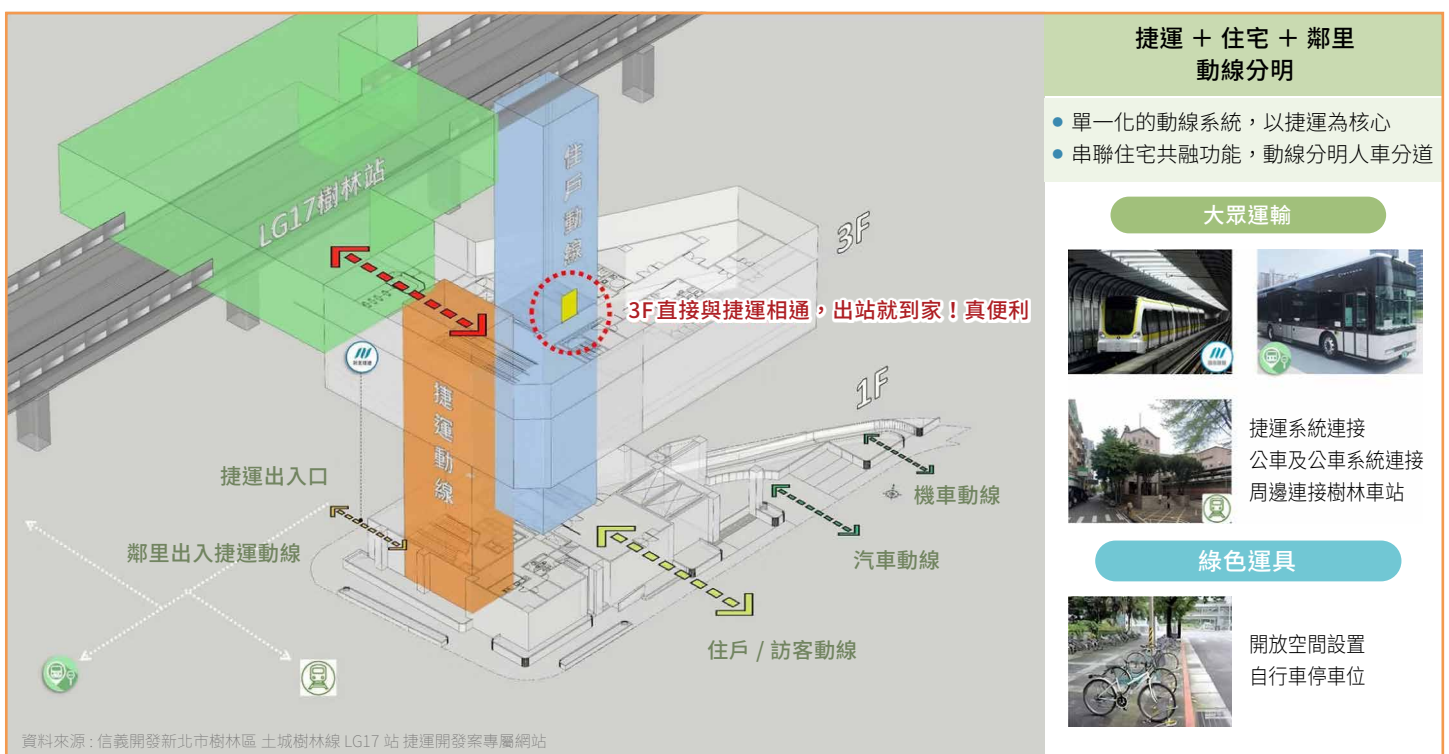 LG17樹林站
住戶動線
3F
3F直接與捷運相通，出站就到家！真便利
捷運動線
1F
捷運出入口
鄰里出入捷運動線
機車動線
汽車動線
住戶 / 訪客動線
資料來源 : 信義開發新北市樹林區 土城樹林線 LG17 站 捷運開發案專屬網站
捷運 ＋ 住宅 ＋ 鄰里
動線分明
● 單一化的動線系統，以捷運為核心
● 串聯住宅共融功能，動線分明人車分道
大眾運輸
捷運系統連接
公車及公車系統連接
周邊連接樹林車站
綠色運具
開放空間設置
自行車停車位